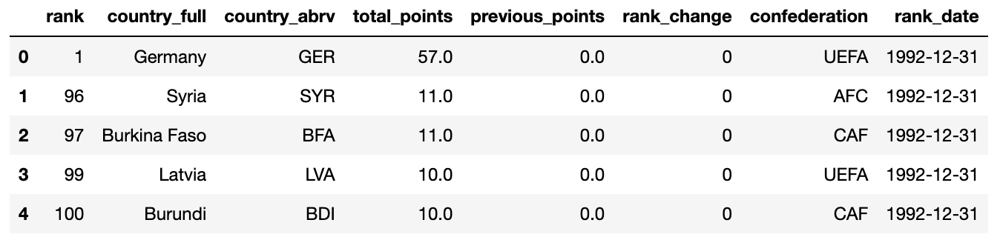 rank country_full country_abrv total_points previous_points rank_change confederation rank_date
0 1 Germany GER 57.0 0.0 0 UEFA 1992-12-31
1 96 Syria SYR 11.0 0.0 0 AFC 1992-12-31
2 97 Burkina Faso BFA 11.0 0.0 0 CAF 1992-12-31
3 99 Latvia LVA 10.0 0.0 0 UEFA 1992-12-31
4 100 Burundi BDI 10.0 0.0 0 CAF 1992-12-31